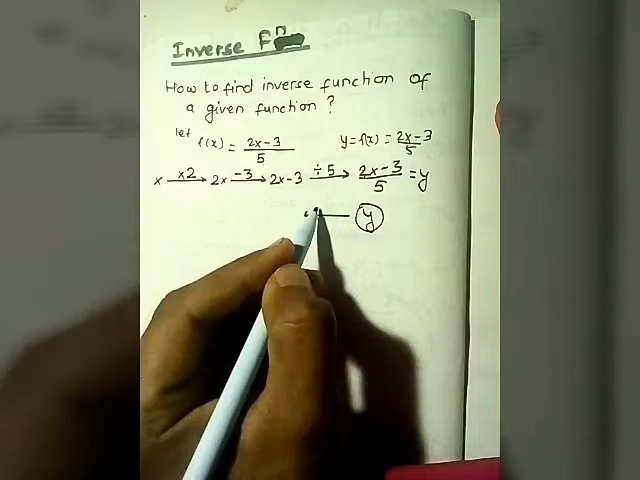 Inverse Fn
How to find inverse function of
a given function ?
let f(x) = 2x-3/5 y=f(x) = 2x-3/5
x ×2→ 2x -3→ 2x-3 ÷5→ 2x-3/5 = y
y